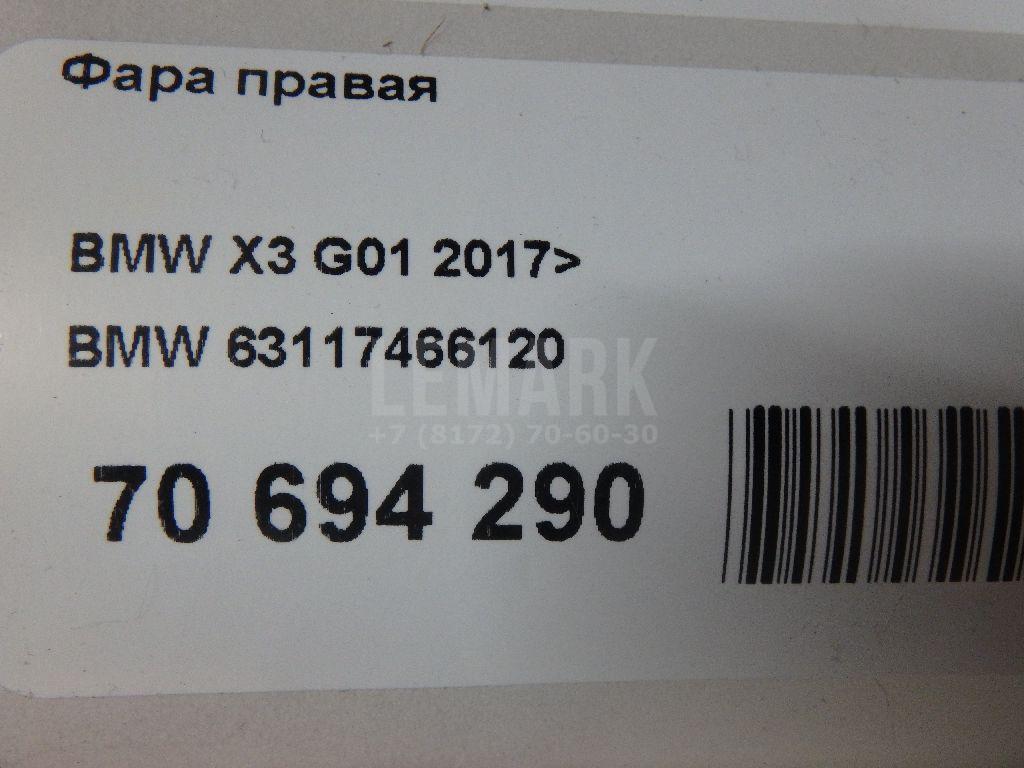 Фара правая
BMW X3 G01 2017>
BMW 63117466120
LEMARK
+7 (8172) 70-60-30
70 694 290